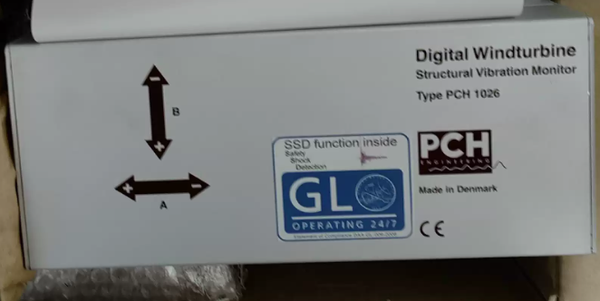 Digital Windturbine
Structural Vibration Monitor
Type PCH 1026
B
A
SSD function inside
Safety
Shock
Detection
GL
OPERATING 24/7
PCH
ENGINEERING
Made in Denmark
CE